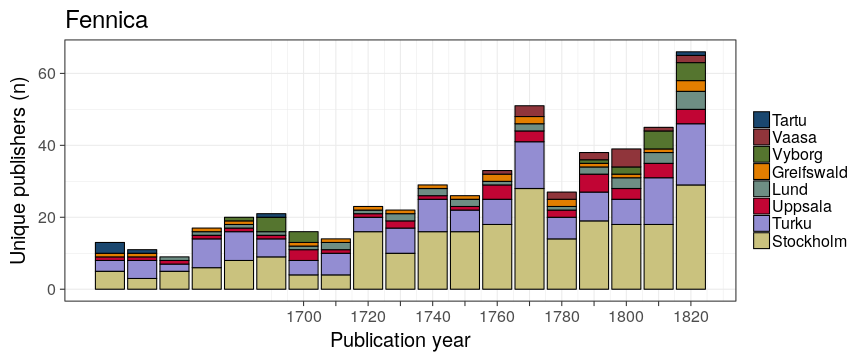 Fennica
Unique publishers (n)
60
40
20
0
1700
1720
1740
1760
1780
1800
1820
Publication year
Tartu
Vaasa
Vyborg
Greifswald
Lund
Uppsala
Turku
Stockholm